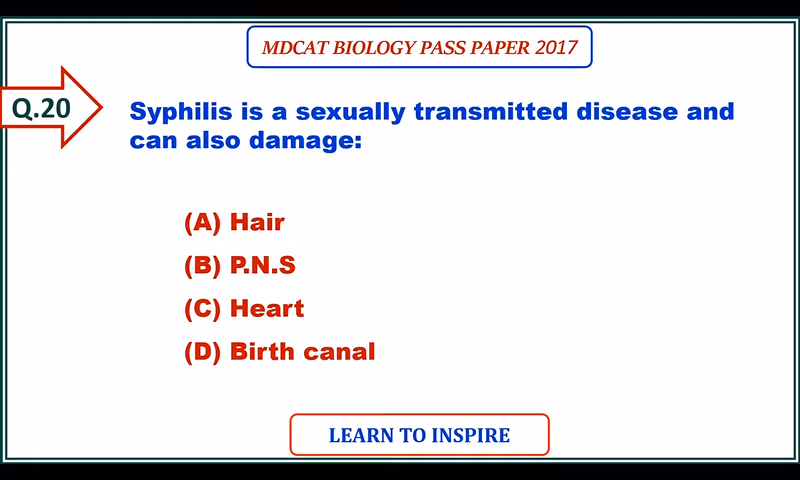 MDCAT BIOLOGY PASS PAPER 2017
Q.20
Syphilis is a sexually transmitted disease and
can also damage:
(A) Hair
(B) P.N.S
(C) Heart
(D) Birth canal
LEARN TO INSPIRE